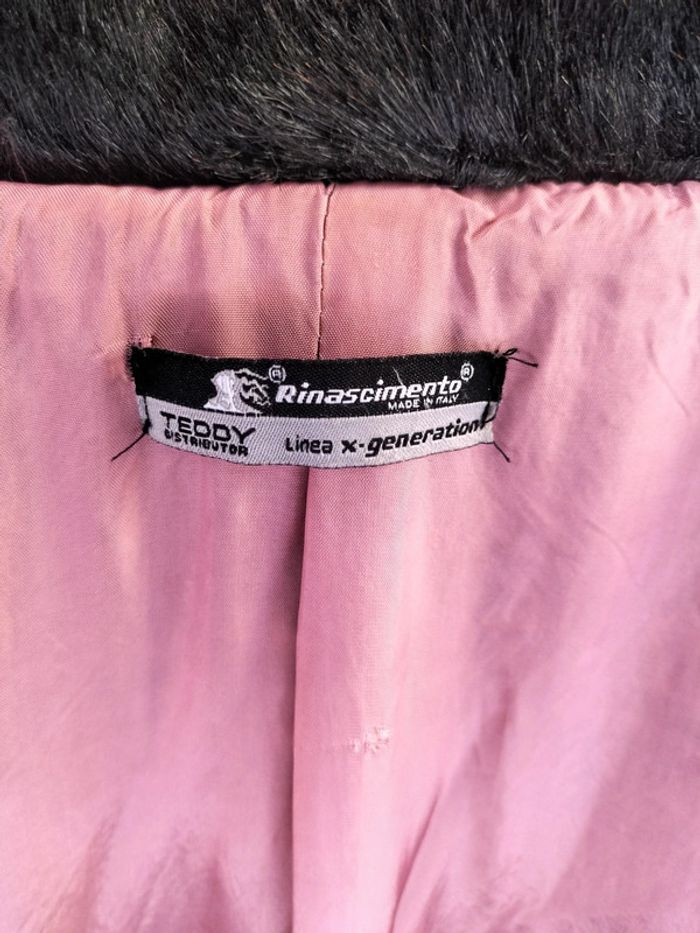 ® Rinascimento ®
MADE IN ITALY
TEDDY
DISTRIBUTOR
Linea x-generation